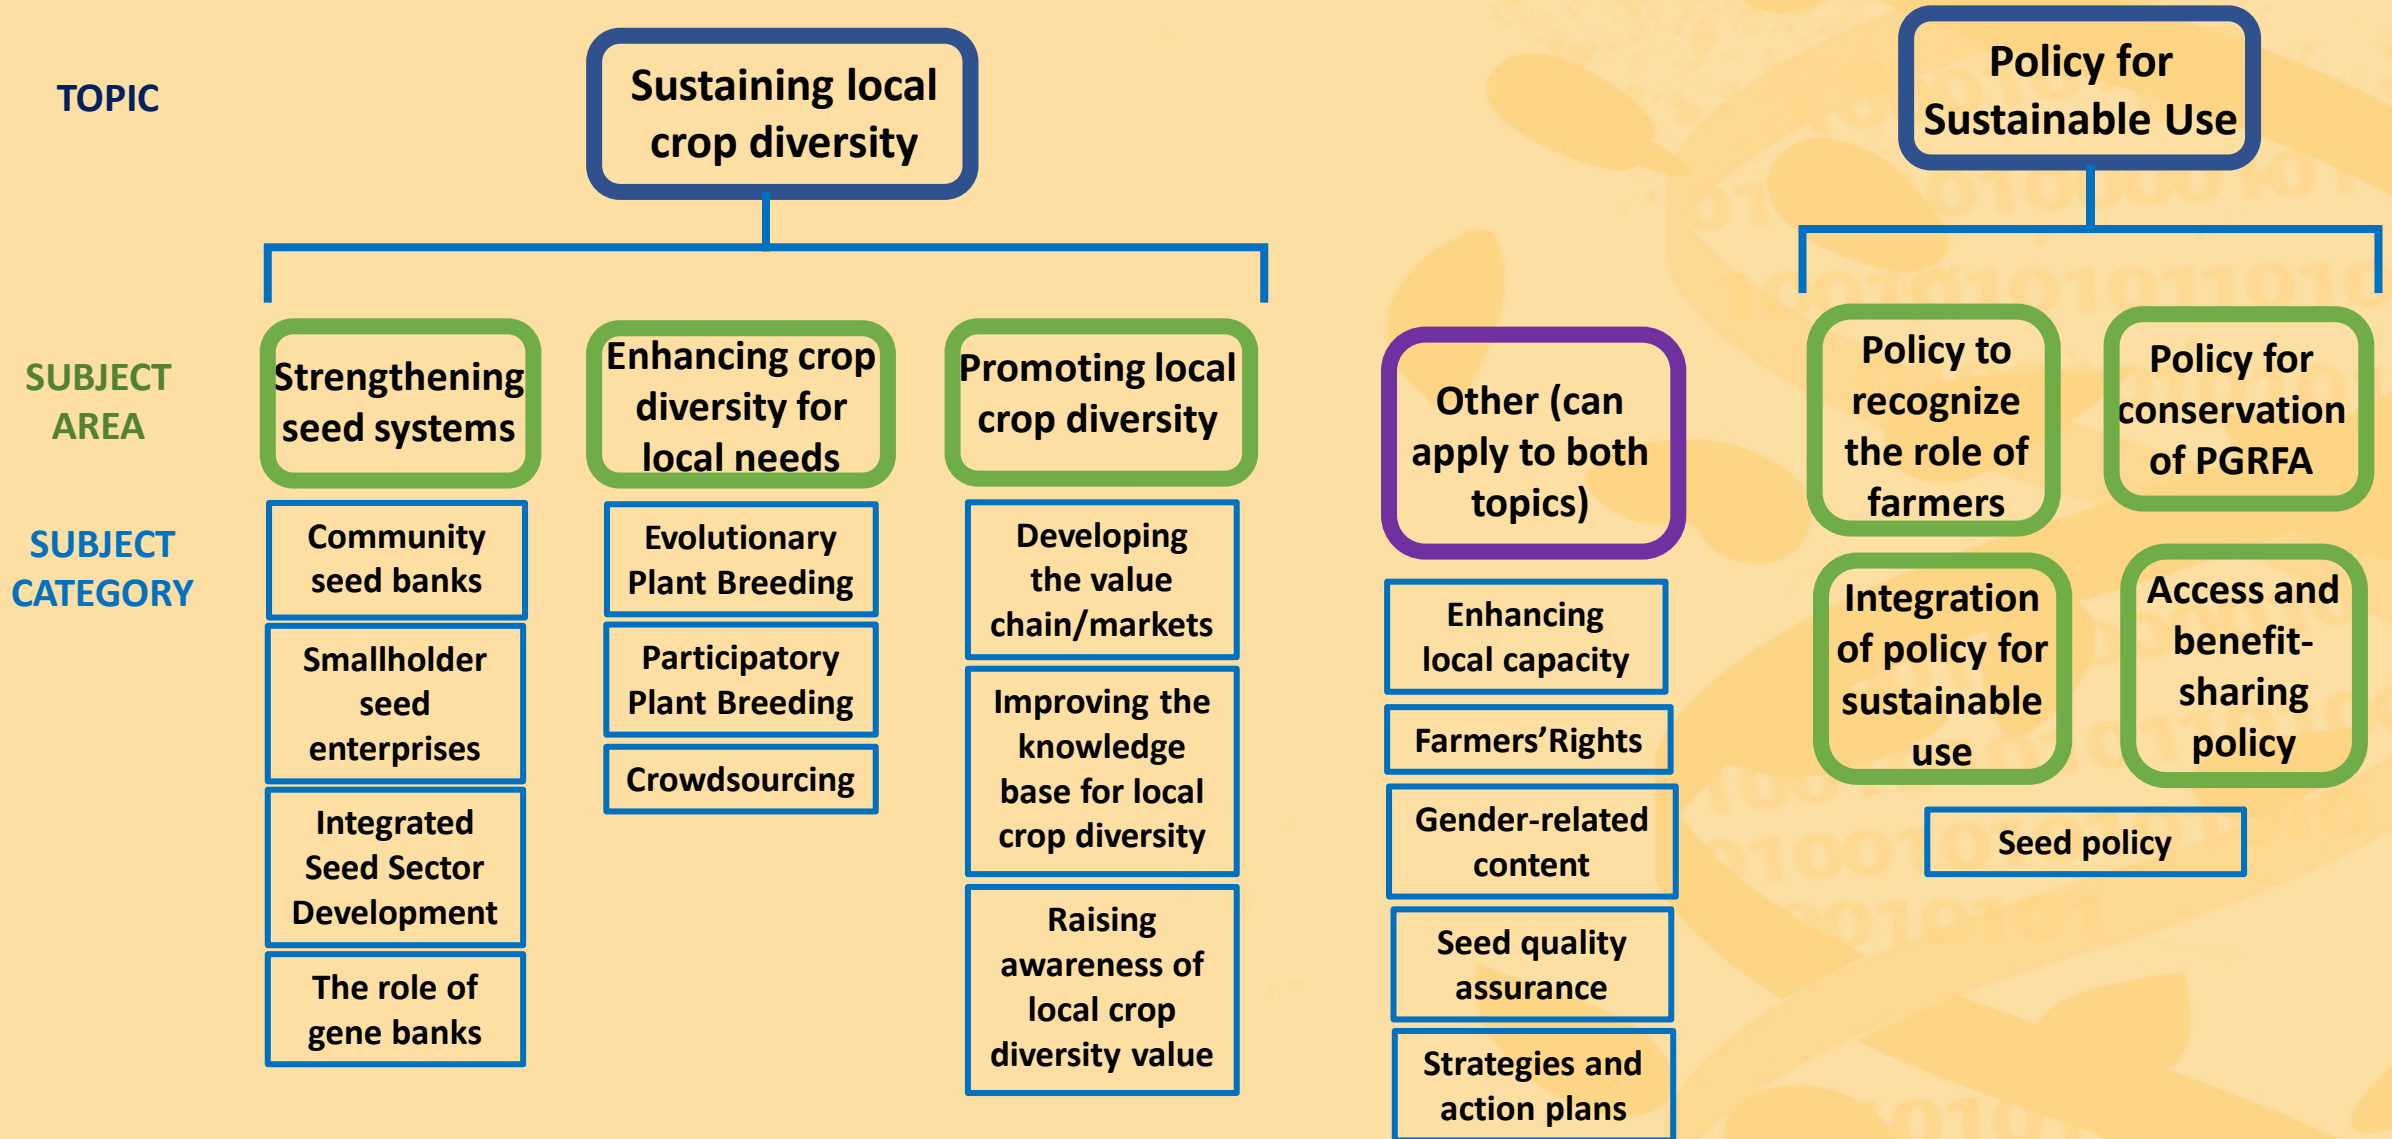 TOPIC
Sustaining local
crop diversity
Policy for
Sustainable Use
SUBJECT
AREA
Strengthening
seed systems
Enhancing crop
diversity for
local needs
Promoting local
crop diversity
Other (can
apply to both
topics)
Policy to
recognize
the role of
farmers
Policy for
conservation
of PGRFA
Integration
of policy for
sustainable
use
Access and
benefit-
sharing
policy
SUBJECT
CATEGORY
Community
seed banks
Smallholder
seed
enterprises
Integrated
Seed Sector
Development
The role of
gene banks
Evolutionary
Plant Breeding
Participatory
Plant Breeding
Crowdsourcing
Developing
the value
chain/markets
Improving the
knowledge
base for local
crop diversity
Raising
awareness of
local crop
diversity value
Enhancing
local capacity
Farmers’Rights
Gender-related
content
Seed quality
assurance
Strategies and
action plans
Seed policy